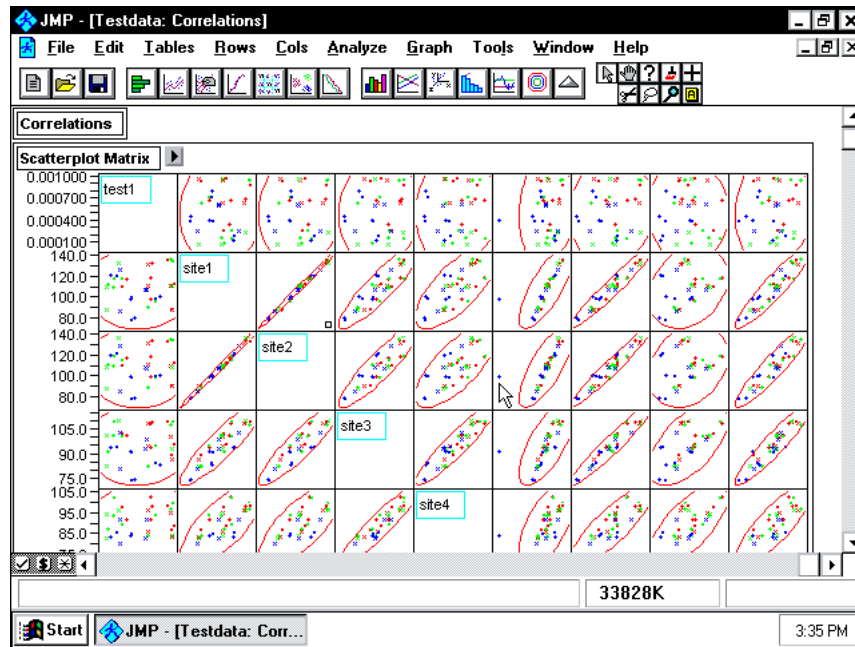 JMP - [Testdata: Correlations]
File Edit Tables Rows Cols Analyze Graph Tools Window Help
Correlations
Scatterplot Matrix
0.001000
0.000700
0.000400
0.000100
test1
140.0
120.0
100.0
80.0
site1
140.0
120.0
100.0
80.0
site2
105.0
90.0
75.0
site3
105.0
95.0
85.0
site4
33828K
Start JMP - [Testdata: Corr... 3:35 PM